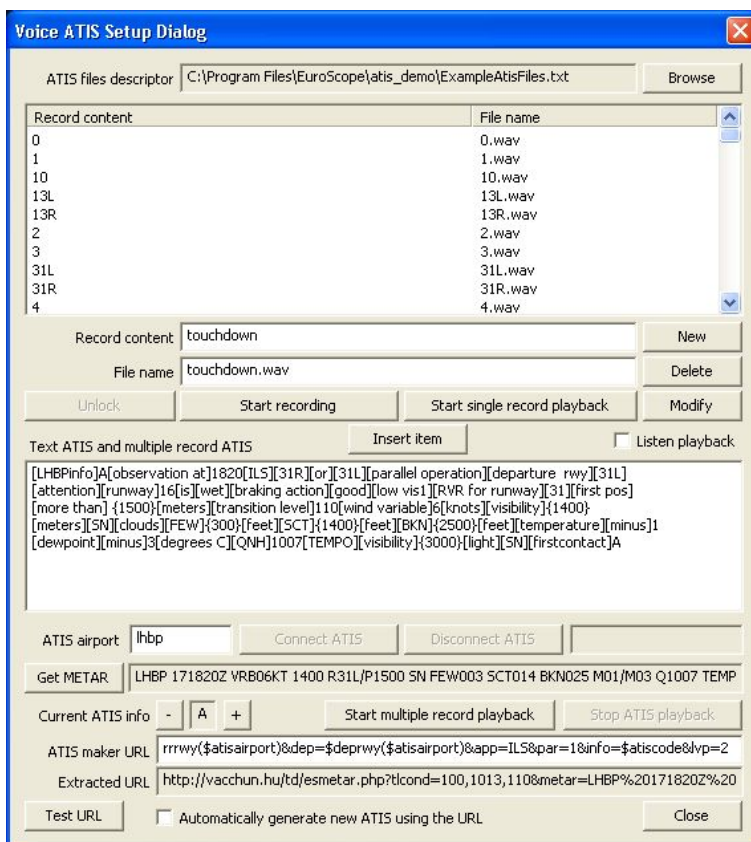 Voice ATIS Setup Dialog
ATIS files descriptor C:\Program Files\EuroScope\atis_demo\ExampleAtisFiles.txt Browse
Record content File name
0 0.wav
1 1.wav
10 10.wav
13L 13L.wav
13R 13R.wav
2 2.wav
3 3.wav
31L 31L.wav
31R 31R.wav
4 4.wav
Record content touchdown New
File name touchdown.wav Delete
Unlock Start recording Start single record playback Modify
Text ATIS and multiple record ATIS Insert item Listen playback
[LHBPinfo]A[observation at]1820[ILS][31R][or][31L][parallel operation][departure rwy][31L]
[attention][runway]16[is][wet][braking action][good][low vis1][RVR for runway][31][first pos]
[more than] {1500}[meters][transition level]110[wind variable]6[knots][visibility]{1400}
[meters][SN][clouds][FEW]{300}[feet][SCT]{1400}[feet][BKN]{2500}[feet][temperature][minus]1
[dewpoint][minus]3[degrees C][QNH]1007[TEMPO][visibility]{3000}[light][SN][firstcontact]A
ATIS airport lhbp Connect ATIS Disconnect ATIS
Get METAR LHBP 171820Z VRB06KT 1400 R31L/P1500 SN FEW003 SCT014 BKN025 M01/M03 Q1007 TEMP
Current ATIS info - A + Start multiple record playback Stop ATIS playback
ATIS maker URL rrrwy($atisairport)&dep=$deprwy($atisairport)&app=ILS&par=1&info=$atiscode&lvp=2
Extracted URL http://vacchun.hu/td/esmetar.php?tlcond=100,1013,110&metar=LHBP%20171820Z%20
Test URL Automatically generate new ATIS using the URL Close